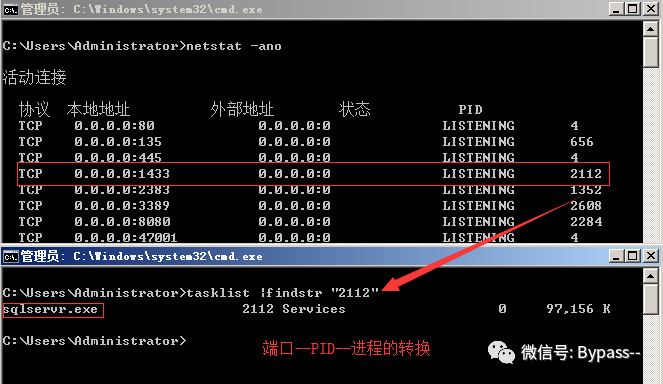 管理员: C:\Windows\system32\cmd.exe
C:\Users\Administrator>netstat -ano
活动连接
协议 本地地址 外部地址 状态 PID
TCP 0.0.0.0:80 0.0.0.0:0 LISTENING 4
TCP 0.0.0.0:135 0.0.0.0:0 LISTENING 656
TCP 0.0.0.0:445 0.0.0.0:0 LISTENING 4
TCP 0.0.0.0:1433 0.0.0.0:0 LISTENING 2112
TCP 0.0.0.0:2383 0.0.0.0:0 LISTENING 1352
TCP 0.0.0.0:3389 0.0.0.0:0 LISTENING 2608
TCP 0.0.0.0:8080 0.0.0.0:0 LISTENING 2284
TCP 0.0.0.0:47001 0.0.0.0:0 LISTENING 4
管理员: C:\Windows\system32\cmd.exe
C:\Users\Administrator>tasklist |findstr "2112"
sqlservr.exe 2112 Services 0 97,156 K
C:\Users\Administrator>
端口--PID--进程的转换
微信号: Bypass--